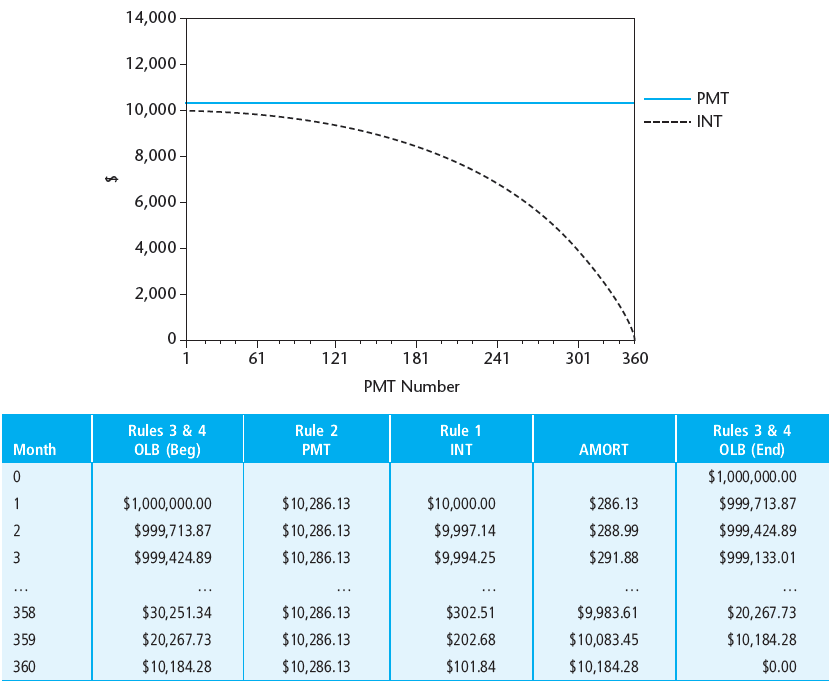 14,000
12,000
10,000
8,000
6,000
4,000
2,000
0
$
1 61 121 181 241 301 360
PMT Number
PMT
INT
Rules 3 & 4 Rule 2 Rule 1 Rules 3 & 4
Month OLB (Beg) PMT INT AMORT OLB (End)
0 $1,000,000.00
1 $1,000,000.00 $10,286.13 $10,000.00 $286.13 $999,713.87
2 $999,713.87 $10,286.13 $9,997.14 $288.99 $999,424.89
3 $999,424.89 $10,286.13 $9,994.25 $291.88 $999,133.01
... ... ... ... ... ...
358 $30,251.34 $10,286.13 $302.51 $9,983.61 $20,267.73
359 $20,267.73 $10,286.13 $202.68 $10,083.45 $10,184.28
360 $10,184.28 $10,286.13 $101.84 $10,184.28 $0.00